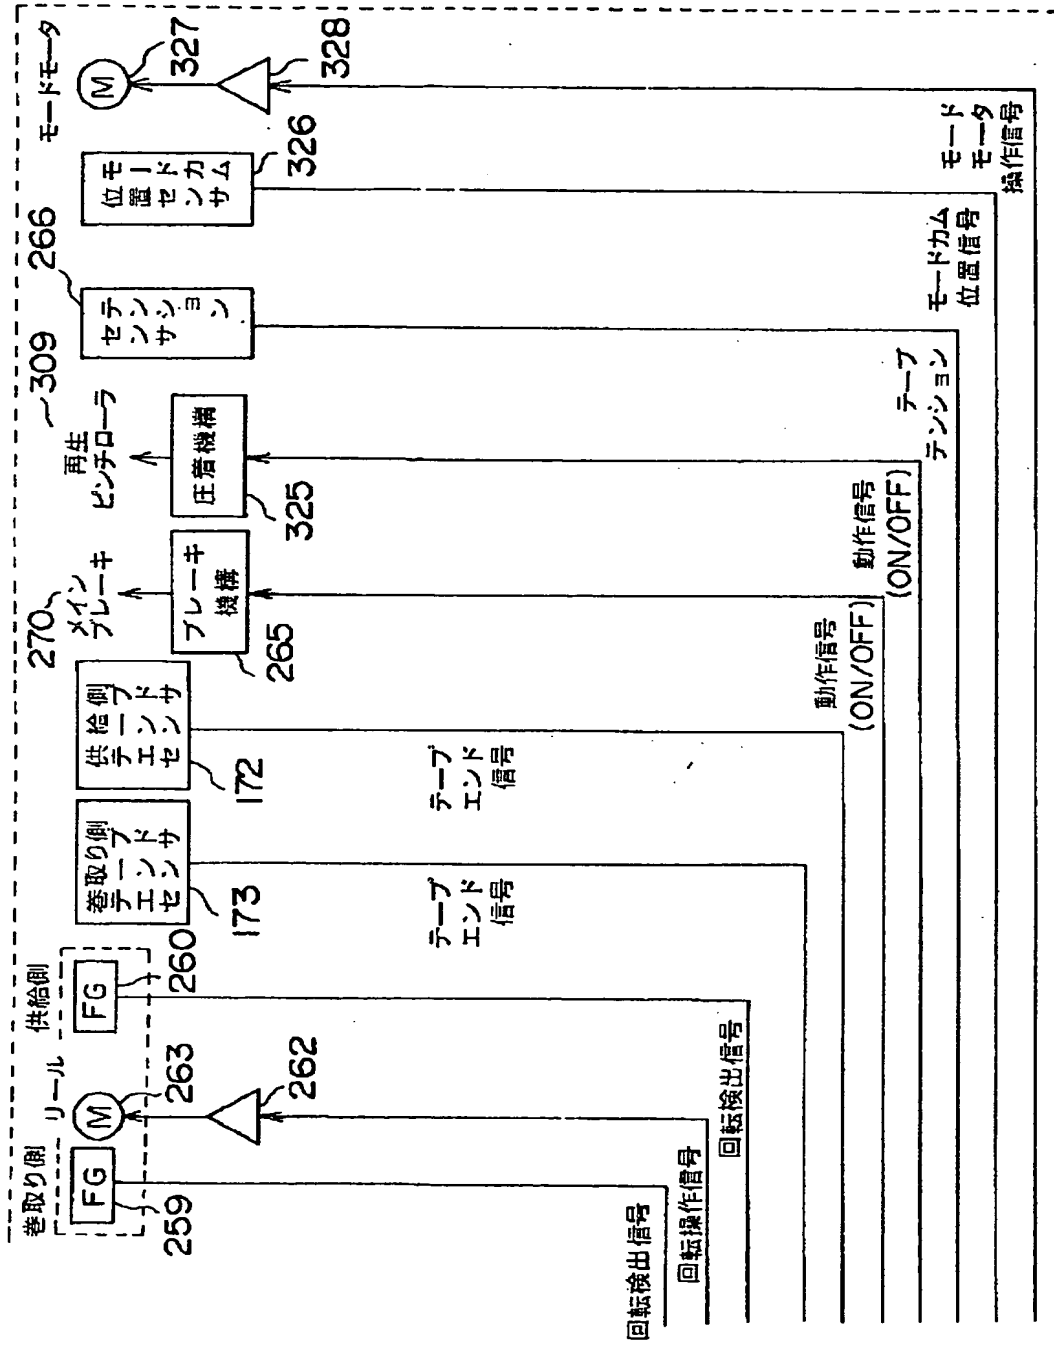 巻取り側
リール
供給側
FG
259
M
263
FG
260
262
回転検出信号
回転操作信号
回転検出信号
巻取り側
テープ
エンド
センサ
173
テープ
エンド
信号
供給側
テープ
エンド
センサ
172
テープ
エンド
信号
270
メイン
ブレーキ
ブレーキ
機構
265
動作信号
(ON/OFF)
再生
ピンチローラ
圧着機構
325
動作信号
(ON/OFF)
309
テンション
センサ
266
テープ
テンション
モードカム
位置センサ
326
モードカム
位置信号
モードモータ
M
327
328
モード
モータ
操作信号